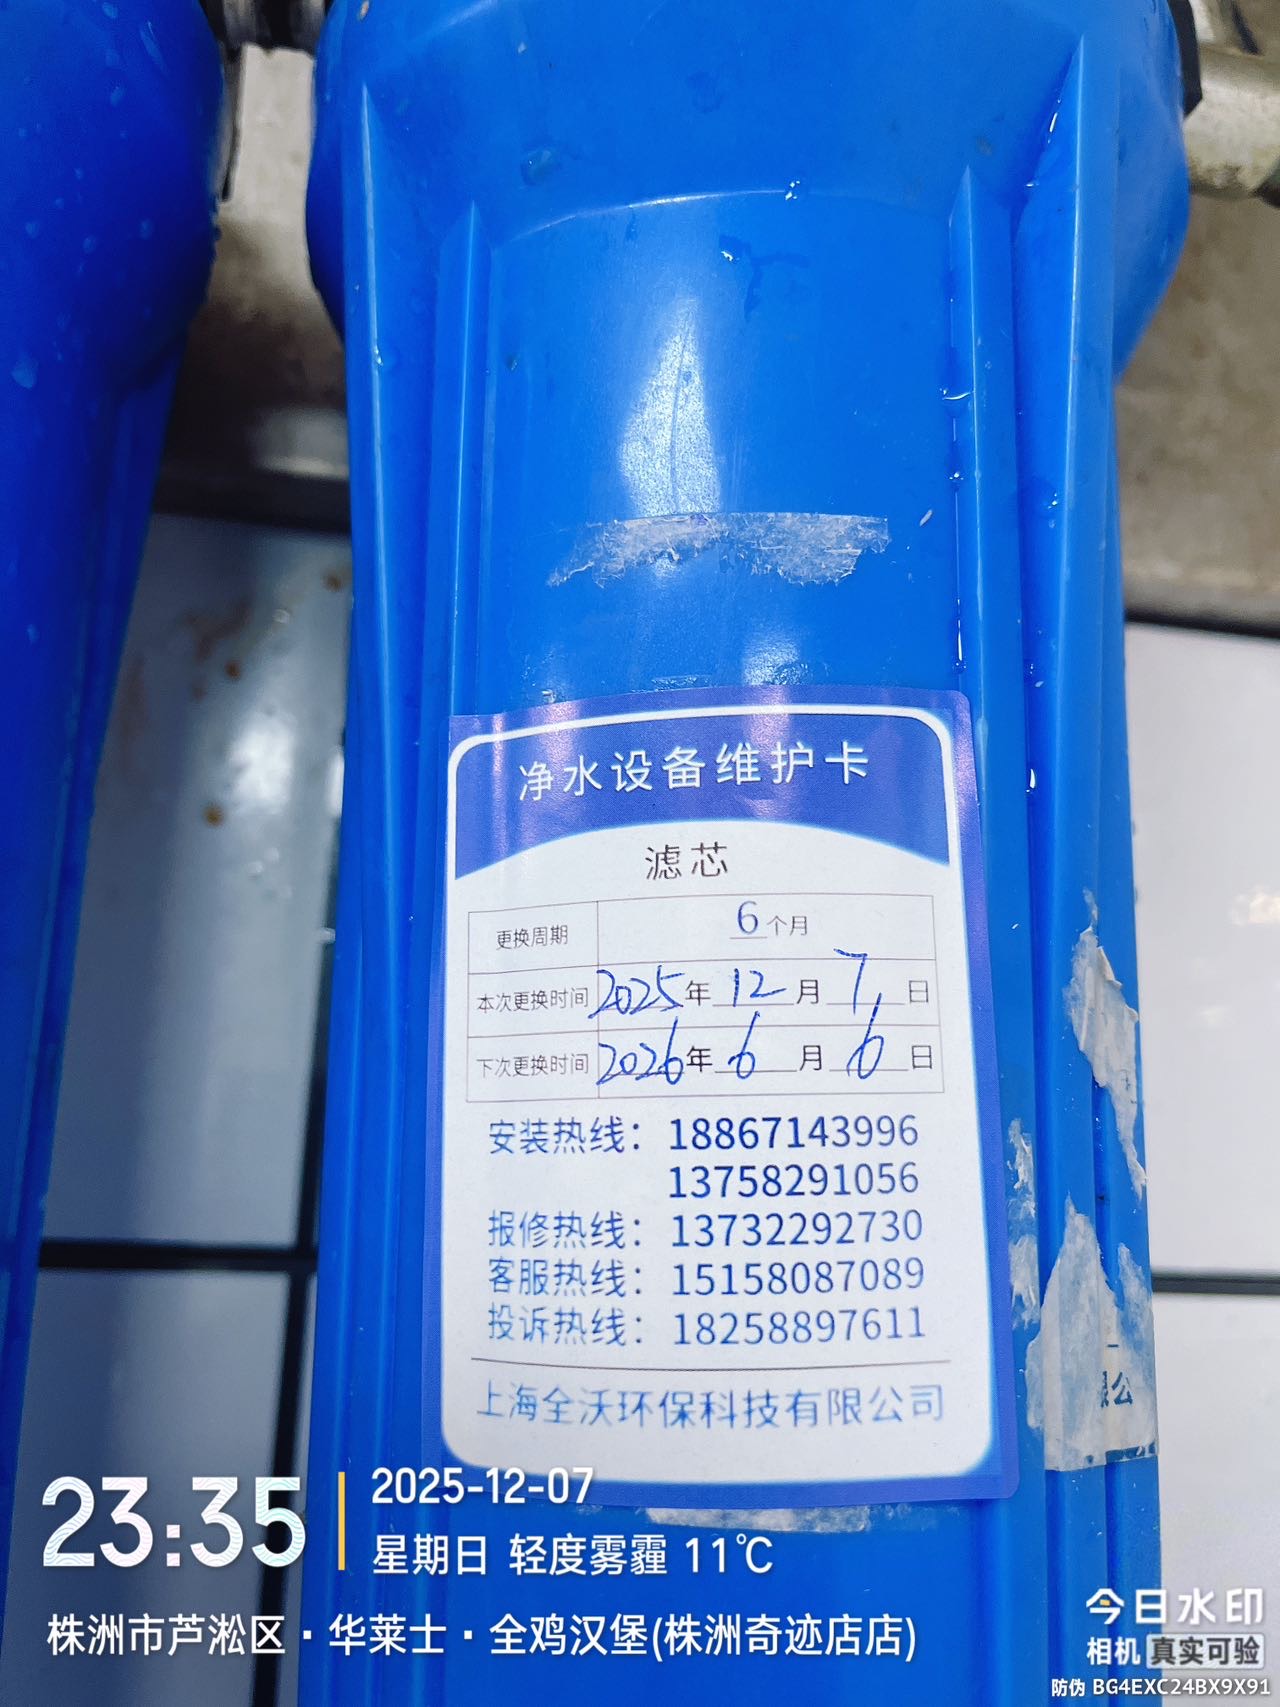 净水设备维护卡
滤芯
更换周期 6个月
本次更换时间 2025年12月7日
下次更换时间 2026年6月6日
安装热线：18867143996
13758291056
报修热线：13732292730
客服热线：15158087089
投诉热线：18258897611
上海全沃环保科技有限公司
限公
23:35
2025-12-07
星期日 轻度雾霾 11℃
株洲市芦淞区·华莱士·全鸡汉堡(株洲奇迹店店)
今日水印
相机 真实可验
防伪 BG4EXC24BX9X91